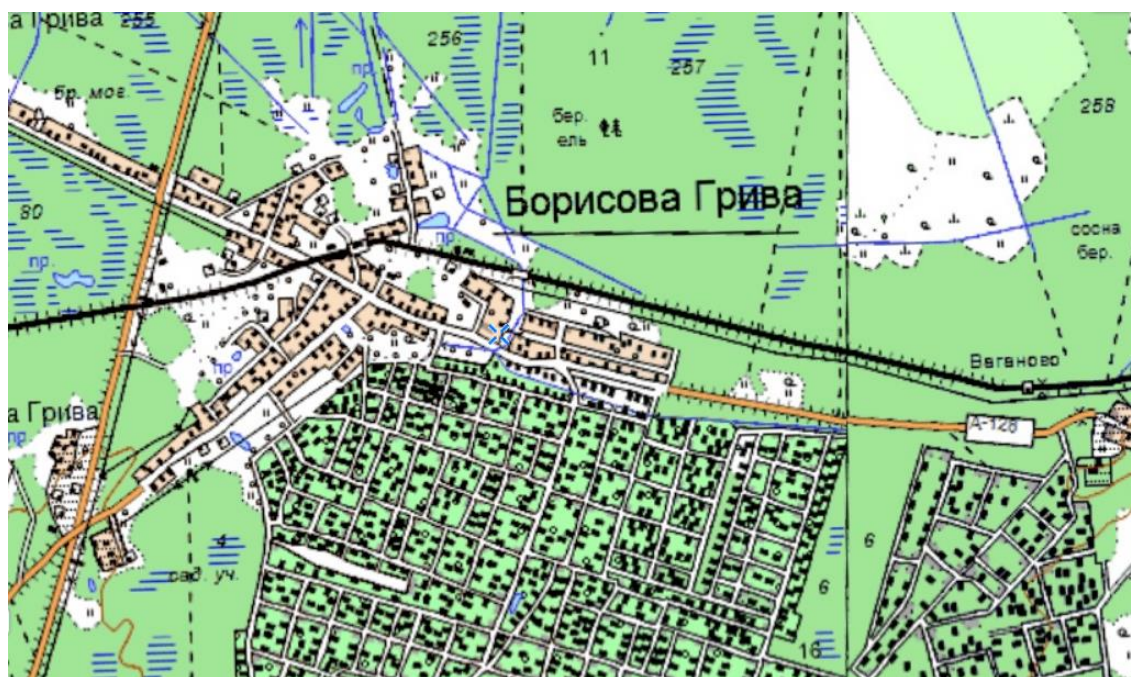 а Грива
255
256
11
257
258
пр.
бр. мог.
бер.
ель
80
Борисова Грива
сосна
бер.
пр.
пр.
Ваганово
пр.
а Грива
пр.
А-128
4
сад. уч.
6
6
16